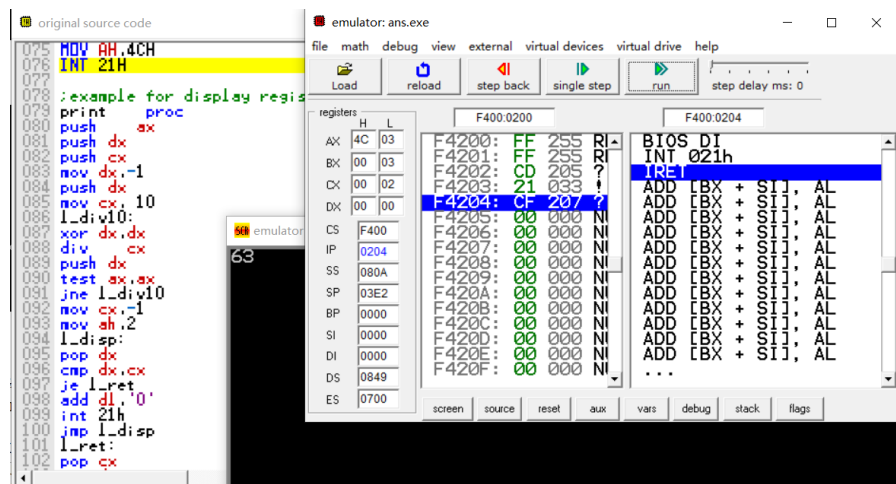 original source code
075 MOV AH,4CH
076 INT 21H
077
078 ;example for display regis
079 print proc
080 push ax
081 push dx
082 push cx
083 mov dx,-1
084 push dx
085 mov cx, 10
086 l_div10:
087 xor dx,dx
088 div cx
089 push dx
090 test ax,ax
091 jne l_div10
092 mov cx,-1
093 mov ah,2
094 l_disp:
095 pop dx
096 cmp dx,cx
097 je l_ret
098 add dl,'0'
099 int 21h
100 jmp l_disp
101 l_ret:
102 pop cx
emulator
63
emulator: ans.exe
file math debug view external virtual devices virtual drive help
Load reload step back single step run step delay ms: 0
registers
H L
AX 4C 03
BX 00 03
CX 00 02
DX 00 00
CS F400
IP 0204
SS 080A
SP 03E2
BP 0000
SI 0000
DI 0000
DS 0849
ES 0700
F400:0200
F4200: FF 255 RE
F4201: FF 255 RE
F4202: CD 205 ?
F4203: 21 033 !
F4204: CF 207 ?
F4205: 00 000 NU
F4206: 00 000 NU
F4207: 00 000 NU
F4208: 00 000 NU
F4209: 00 000 NU
F420A: 00 000 NU
F420B: 00 000 NU
F420C: 00 000 NU
F420D: 00 000 NU
F420E: 00 000 NU
F420F: 00 000 NU
F400:0204
BIOS DI
INT 021h
IRET
ADD [BX + SI], AL
ADD [BX + SI], AL
ADD [BX + SI], AL
ADD [BX + SI], AL
ADD [BX + SI], AL
ADD [BX + SI], AL
ADD [BX + SI], AL
ADD [BX + SI], AL
ADD [BX + SI], AL
ADD [BX + SI], AL
ADD [BX + SI], AL
...
screen source reset aux vars debug stack flags